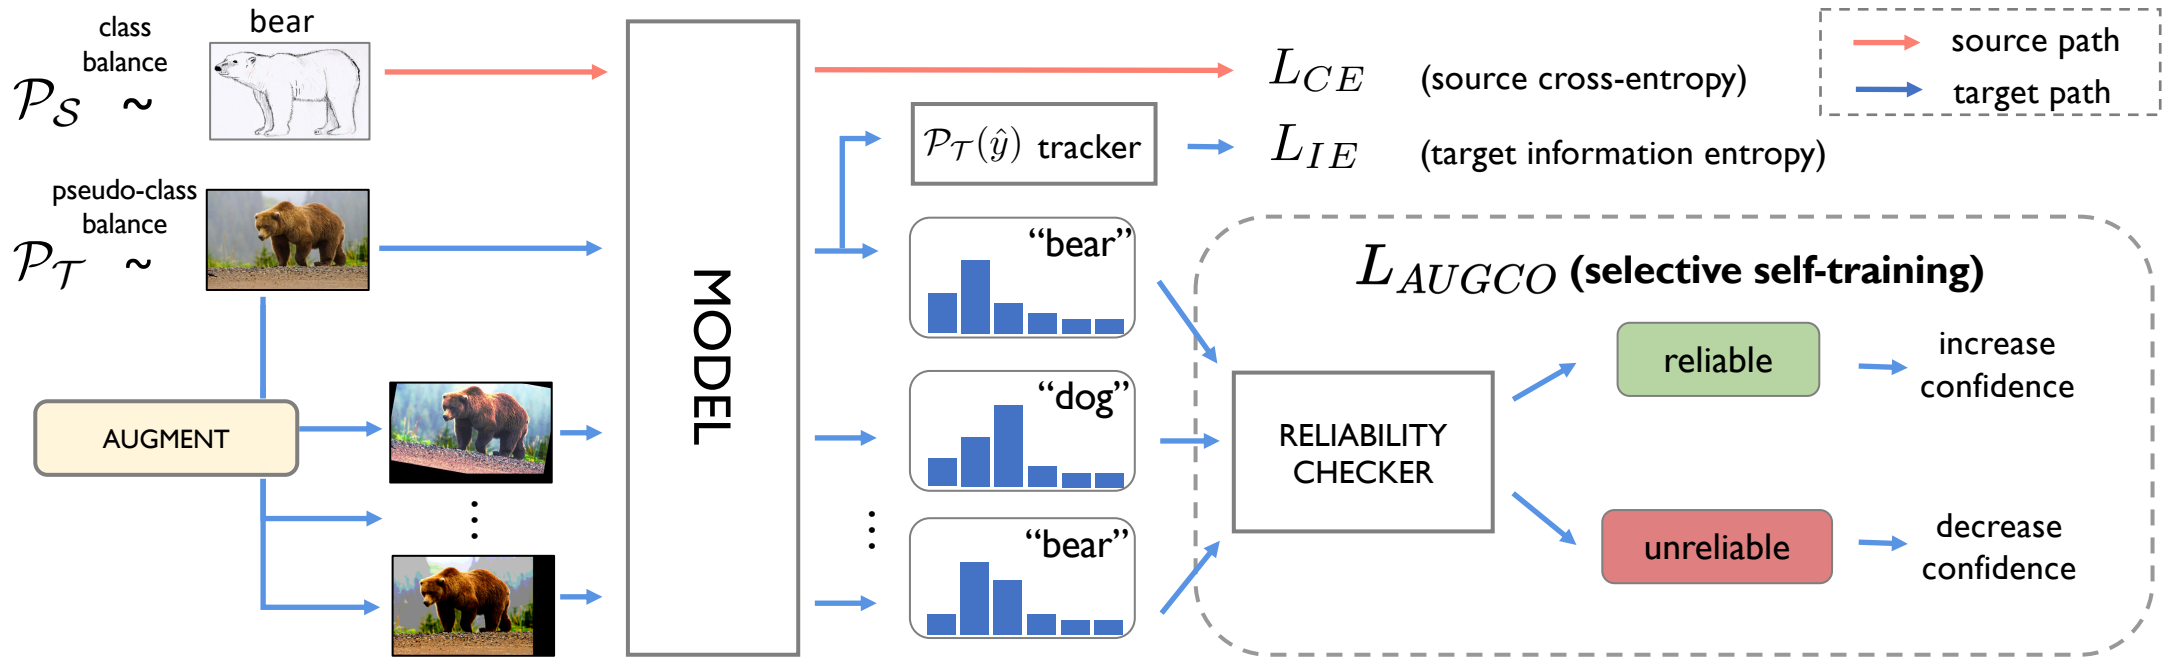 class
balance
bear
P_S ~
pseudo-class
balance
P_T ~
AUGMENT
⋮
MODEL
L_CE (source cross-entropy)
P_T(ŷ) tracker
L_IE (target information entropy)
source path
target path
“bear”
“dog”
⋮
“bear”
L_AUGCO (selective self-training)
RELIABILITY
CHECKER
reliable
increase
confidence
unreliable
decrease
confidence